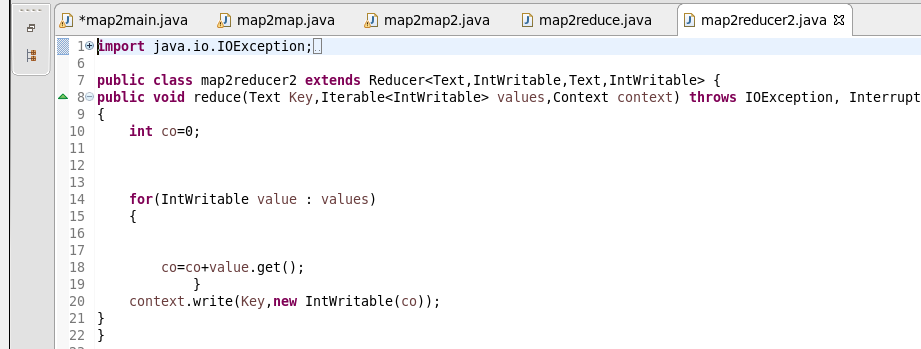 *map2main.java map2map.java map2map2.java map2reduce.java map2reducer2.java
1 import java.io.IOException;
6
7 public class map2reducer2 extends Reducer<Text,IntWritable,Text,IntWritable> {
8 public void reduce(Text Key,Iterable<IntWritable> values,Context context) throws IOException, Interrupt
9 {
10 int co=0;
11
12
13
14 for(IntWritable value : values)
15 {
16
17
18 co=co+value.get();
19 }
20 context.write(Key,new IntWritable(co));
21 }
22 }